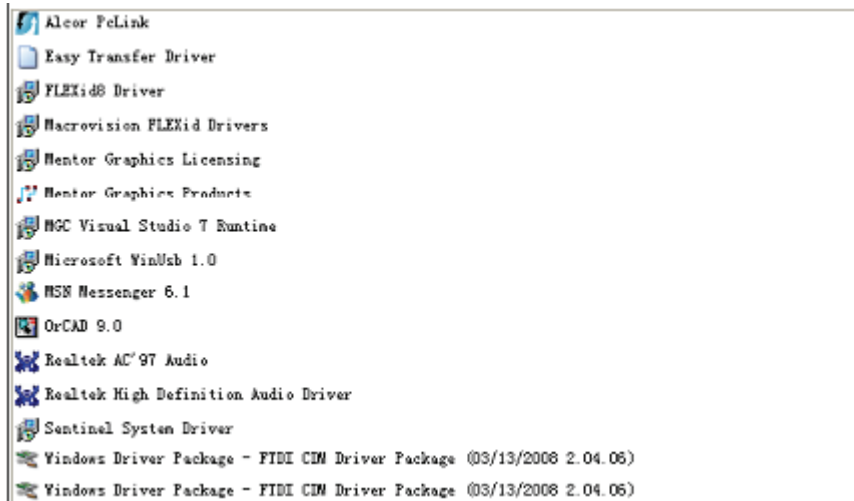 Alcor PcLink
Easy Transfer Driver
FLEXid8 Driver
Macrovision FLEXid Drivers
Mentor Graphics Licensing
Mentor Graphics Products
MGC Visual Studio 7 Runtime
Microsoft WinUsb 1.0
MSN Messenger 6.1
OrCAD 9.0
Realtek AC'97 Audio
Realtek High Definition Audio Driver
Sentinel System Driver
Windows Driver Package - FTDI CDM Driver Package (03/13/2008 2.04.06)
Windows Driver Package - FTDI CDM Driver Package (03/13/2008 2.04.06)